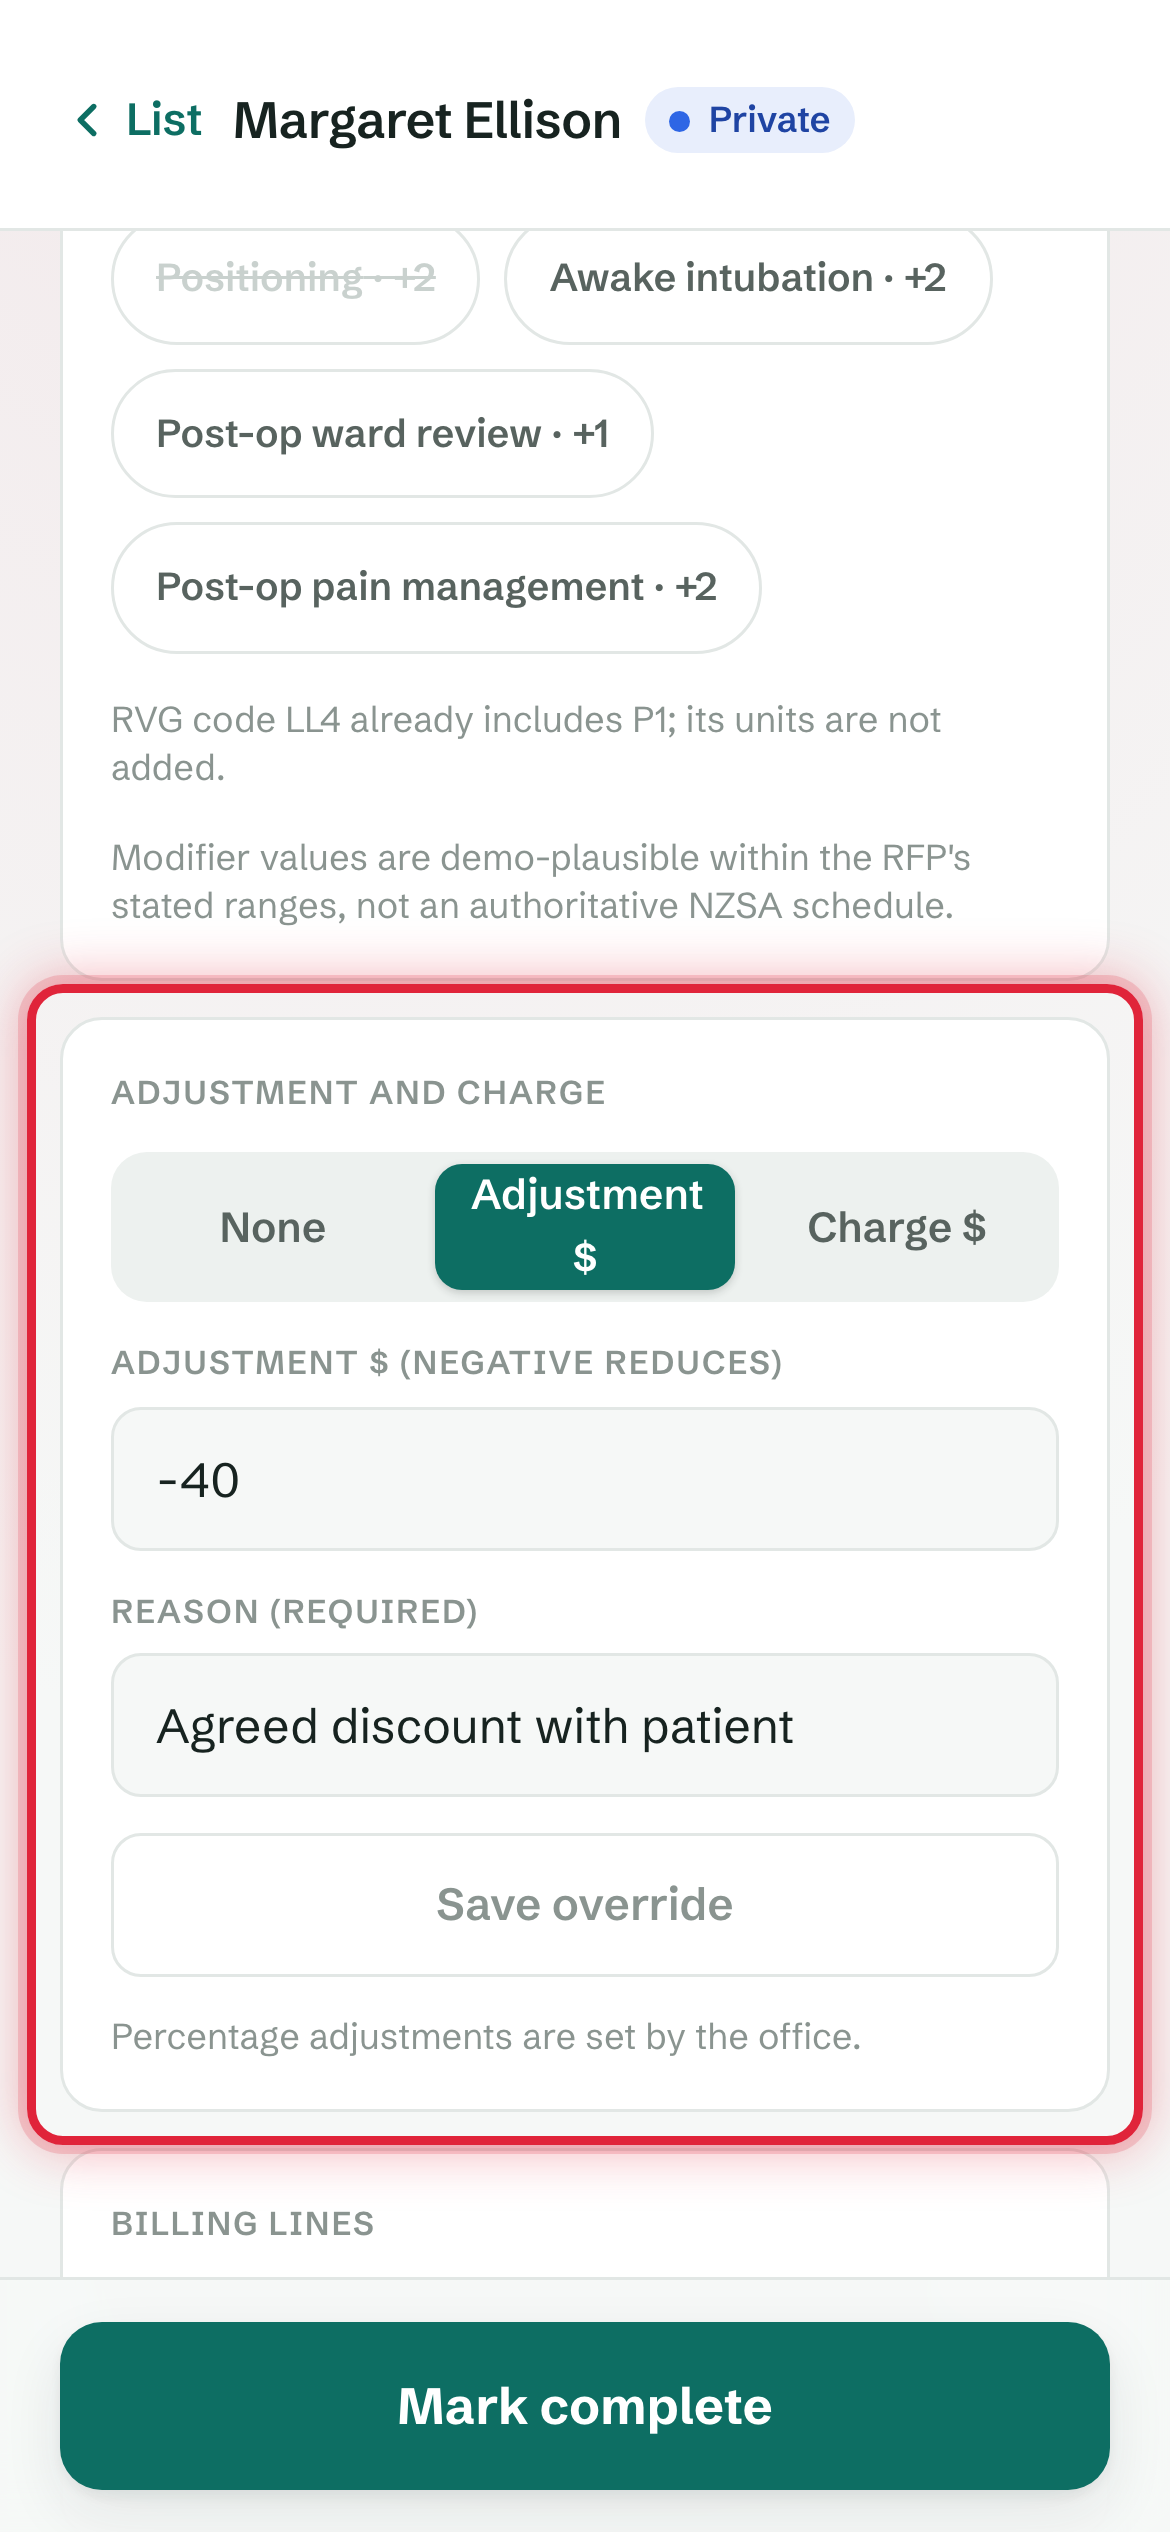 List Margaret Ellison Private
Positioning · +2 Awake intubation · +2
Post-op ward review · +1
Post-op pain management · +2
RVG code LL4 already includes P1; its units are not
added.
Modifier values are demo-plausible within the RFP's
stated ranges, not an authoritative NZSA schedule.
ADJUSTMENT AND CHARGE
None Adjustment $ Charge $
ADJUSTMENT $ (NEGATIVE REDUCES)
-40
REASON (REQUIRED)
Agreed discount with patient
Save override
Percentage adjustments are set by the office.
BILLING LINES
Mark complete